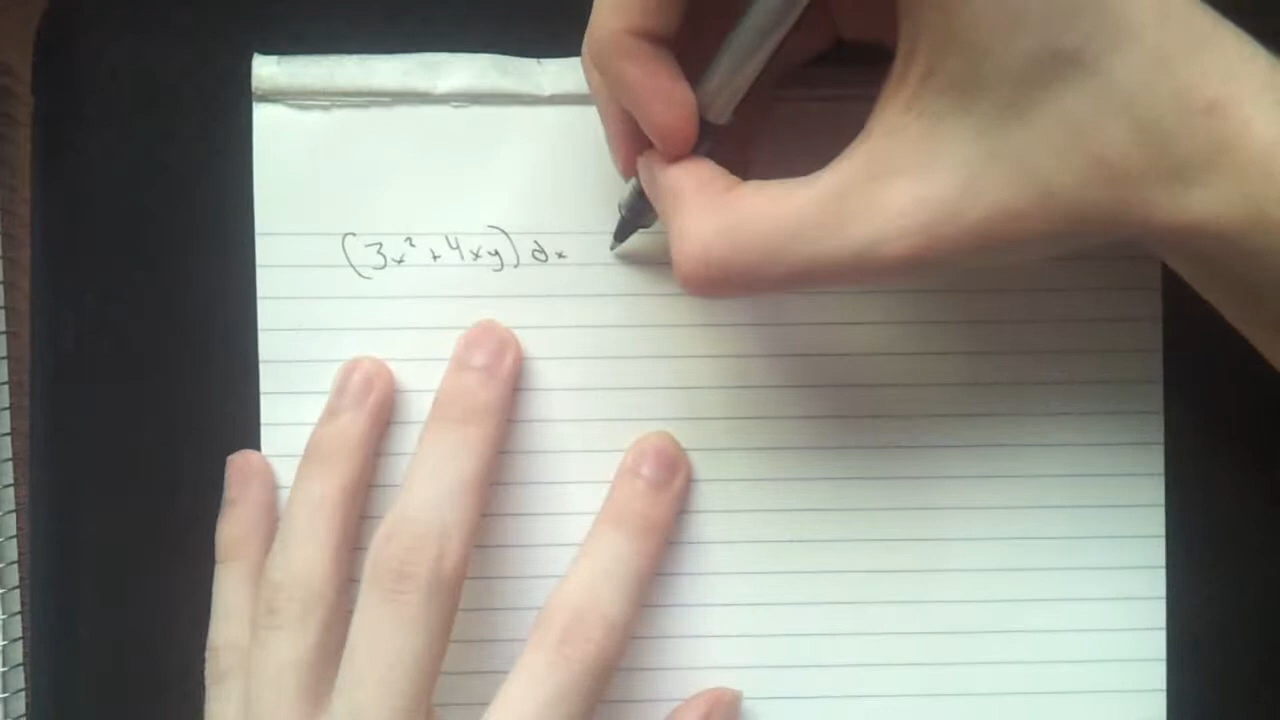 (3x² + 4xy) dx